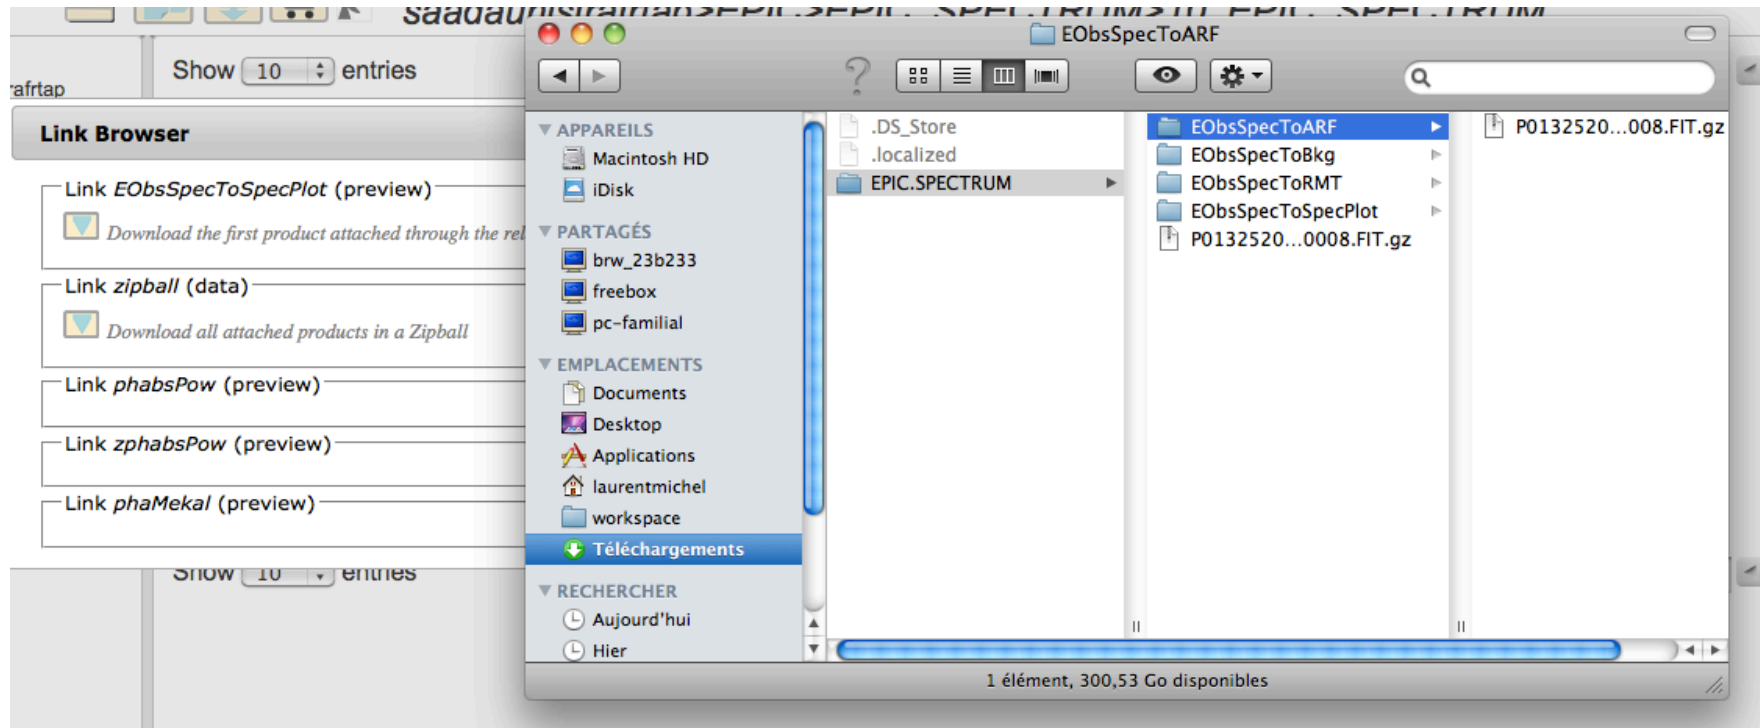 EObsSpecToARF
Show 10 entries
rafrtap
Link Browser
Link EObsSpecToSpecPlot (preview)
Download the first product attached through the rel
Link zipball (data)
Download all attached products in a Zipball
Link phabsPow (preview)
Link zphabsPow (preview)
Link phaMekal (preview)
Show 10 entries
APPAREILS
Macintosh HD
iDisk
PARTAGÉS
brw_23b233
freebox
pc-familial
EMPLACEMENTS
Documents
Desktop
Applications
laurentmichel
workspace
Téléchargements
RECHERCHER
Aujourd'hui
Hier
.DS_Store
.localized
EPIC.SPECTRUM
EObsSpecToARF
EObsSpecToBkg
EObsSpecToRMT
EObsSpecToSpecPlot
P0132520...0008.FIT.gz
P0132520...008.FIT.gz
1 élément, 300,53 Go disponibles